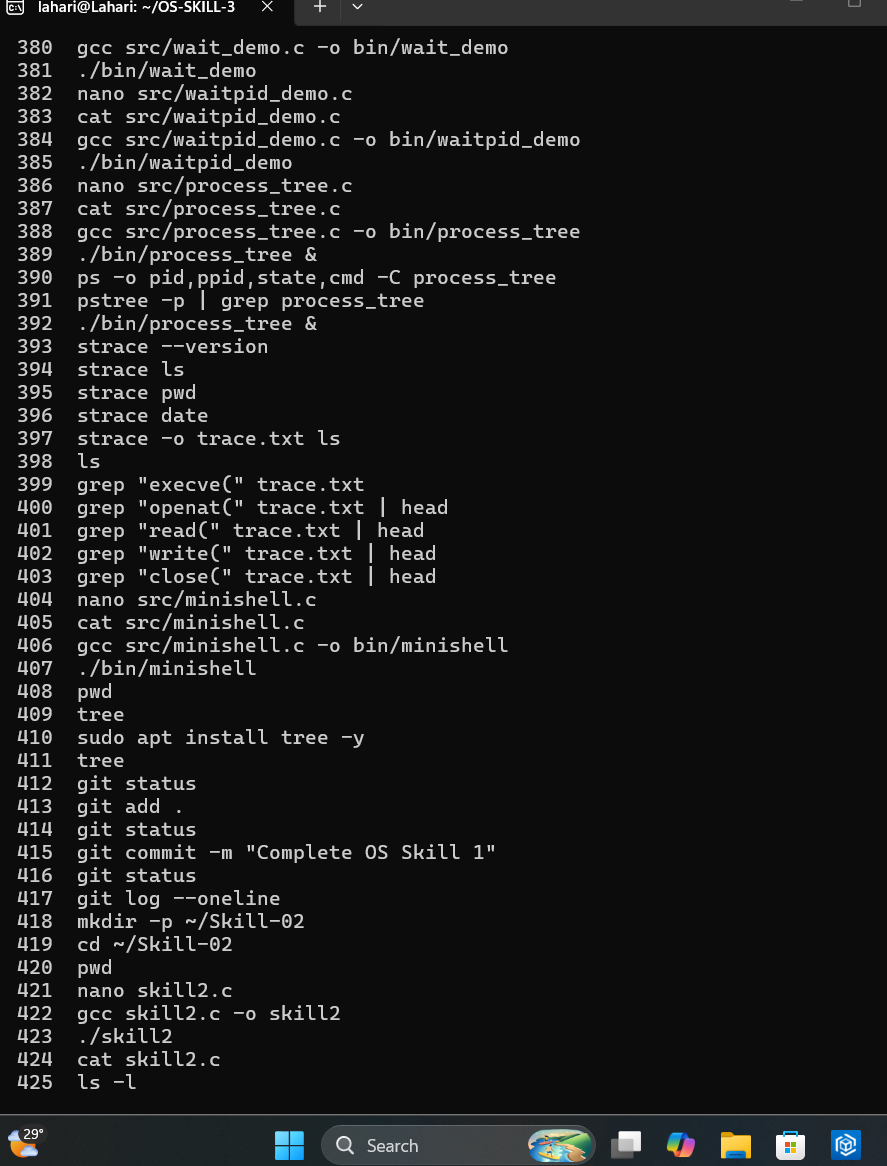 lahari@Lahari: ~/OS-SKILL-3
380 gcc src/wait_demo.c -o bin/wait_demo
381 ./bin/wait_demo
382 nano src/waitpid_demo.c
383 cat src/waitpid_demo.c
384 gcc src/waitpid_demo.c -o bin/waitpid_demo
385 ./bin/waitpid_demo
386 nano src/process_tree.c
387 cat src/process_tree.c
388 gcc src/process_tree.c -o bin/process_tree
389 ./bin/process_tree &
390 ps -o pid,ppid,state,cmd -C process_tree
391 pstree -p | grep process_tree
392 ./bin/process_tree &
393 strace --version
394 strace ls
395 strace pwd
396 strace date
397 strace -o trace.txt ls
398 ls
399 grep "execve(" trace.txt
400 grep "openat(" trace.txt | head
401 grep "read(" trace.txt | head
402 grep "write(" trace.txt | head
403 grep "close(" trace.txt | head
404 nano src/minishell.c
405 cat src/minishell.c
406 gcc src/minishell.c -o bin/minishell
407 ./bin/minishell
408 pwd
409 tree
410 sudo apt install tree -y
411 tree
412 git status
413 git add .
414 git status
415 git commit -m "Complete OS Skill 1"
416 git status
417 git log --oneline
418 mkdir -p ~/Skill-02
419 cd ~/Skill-02
420 pwd
421 nano skill2.c
422 gcc skill2.c -o skill2
423 ./skill2
424 cat skill2.c
425 ls -l
29°
Search